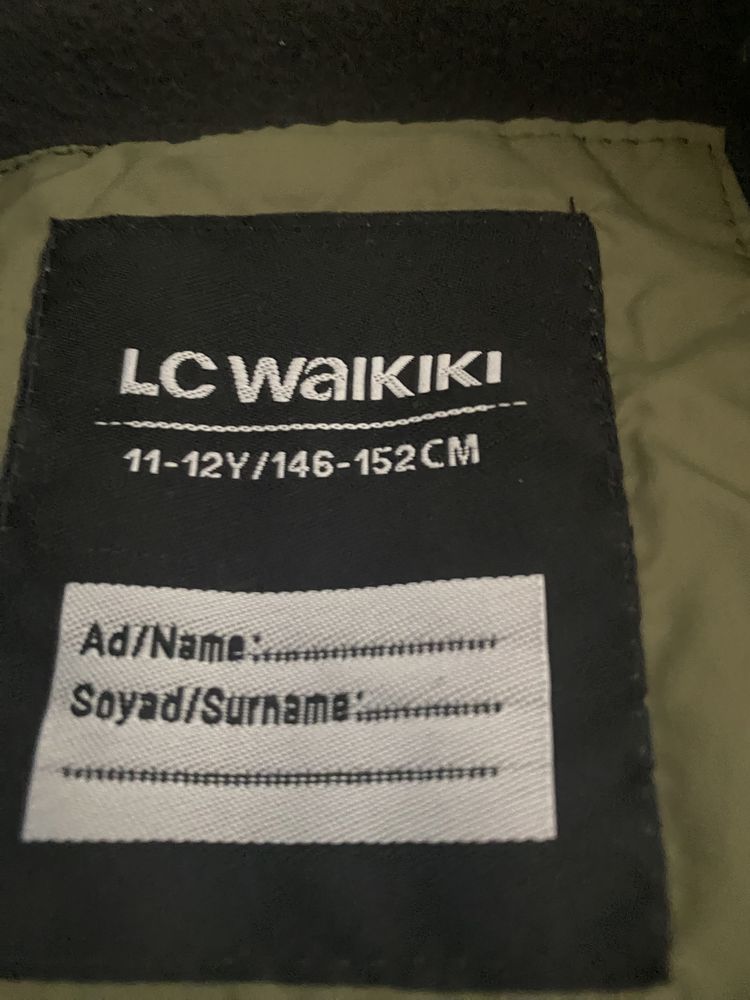 LC WAIKIKI
11-12Y/146-152CM
Ad/Name:....................
Soyad/Surname:............
....................................